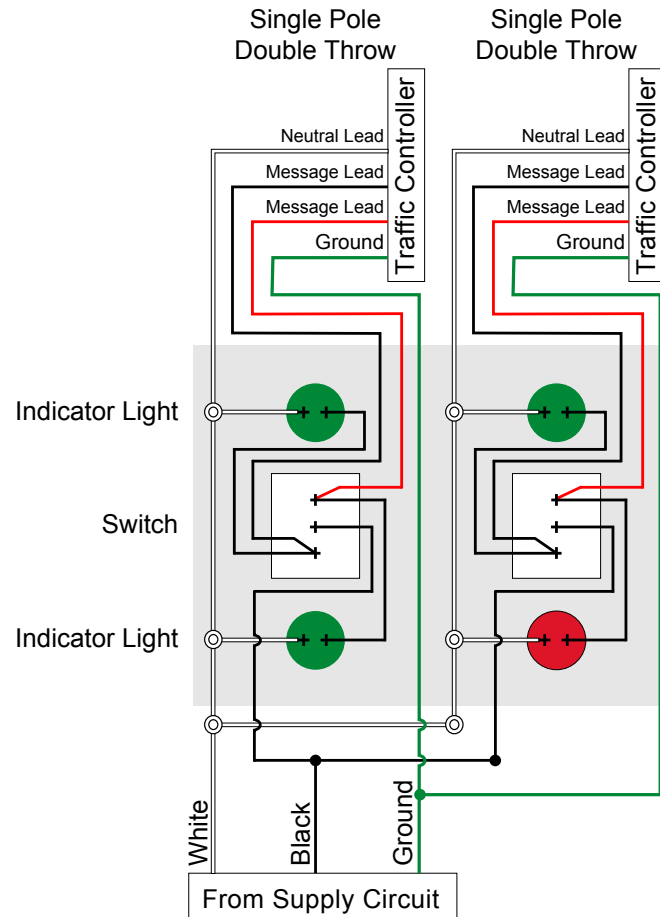 Single Pole
Double Throw
Single Pole
Double Throw
Neutral Lead
Message Lead
Message Lead
Ground
Traffic Controller
Neutral Lead
Message Lead
Message Lead
Ground
Traffic Controller
Indicator Light
Switch
Indicator Light
White
Black
Ground
From Supply Circuit